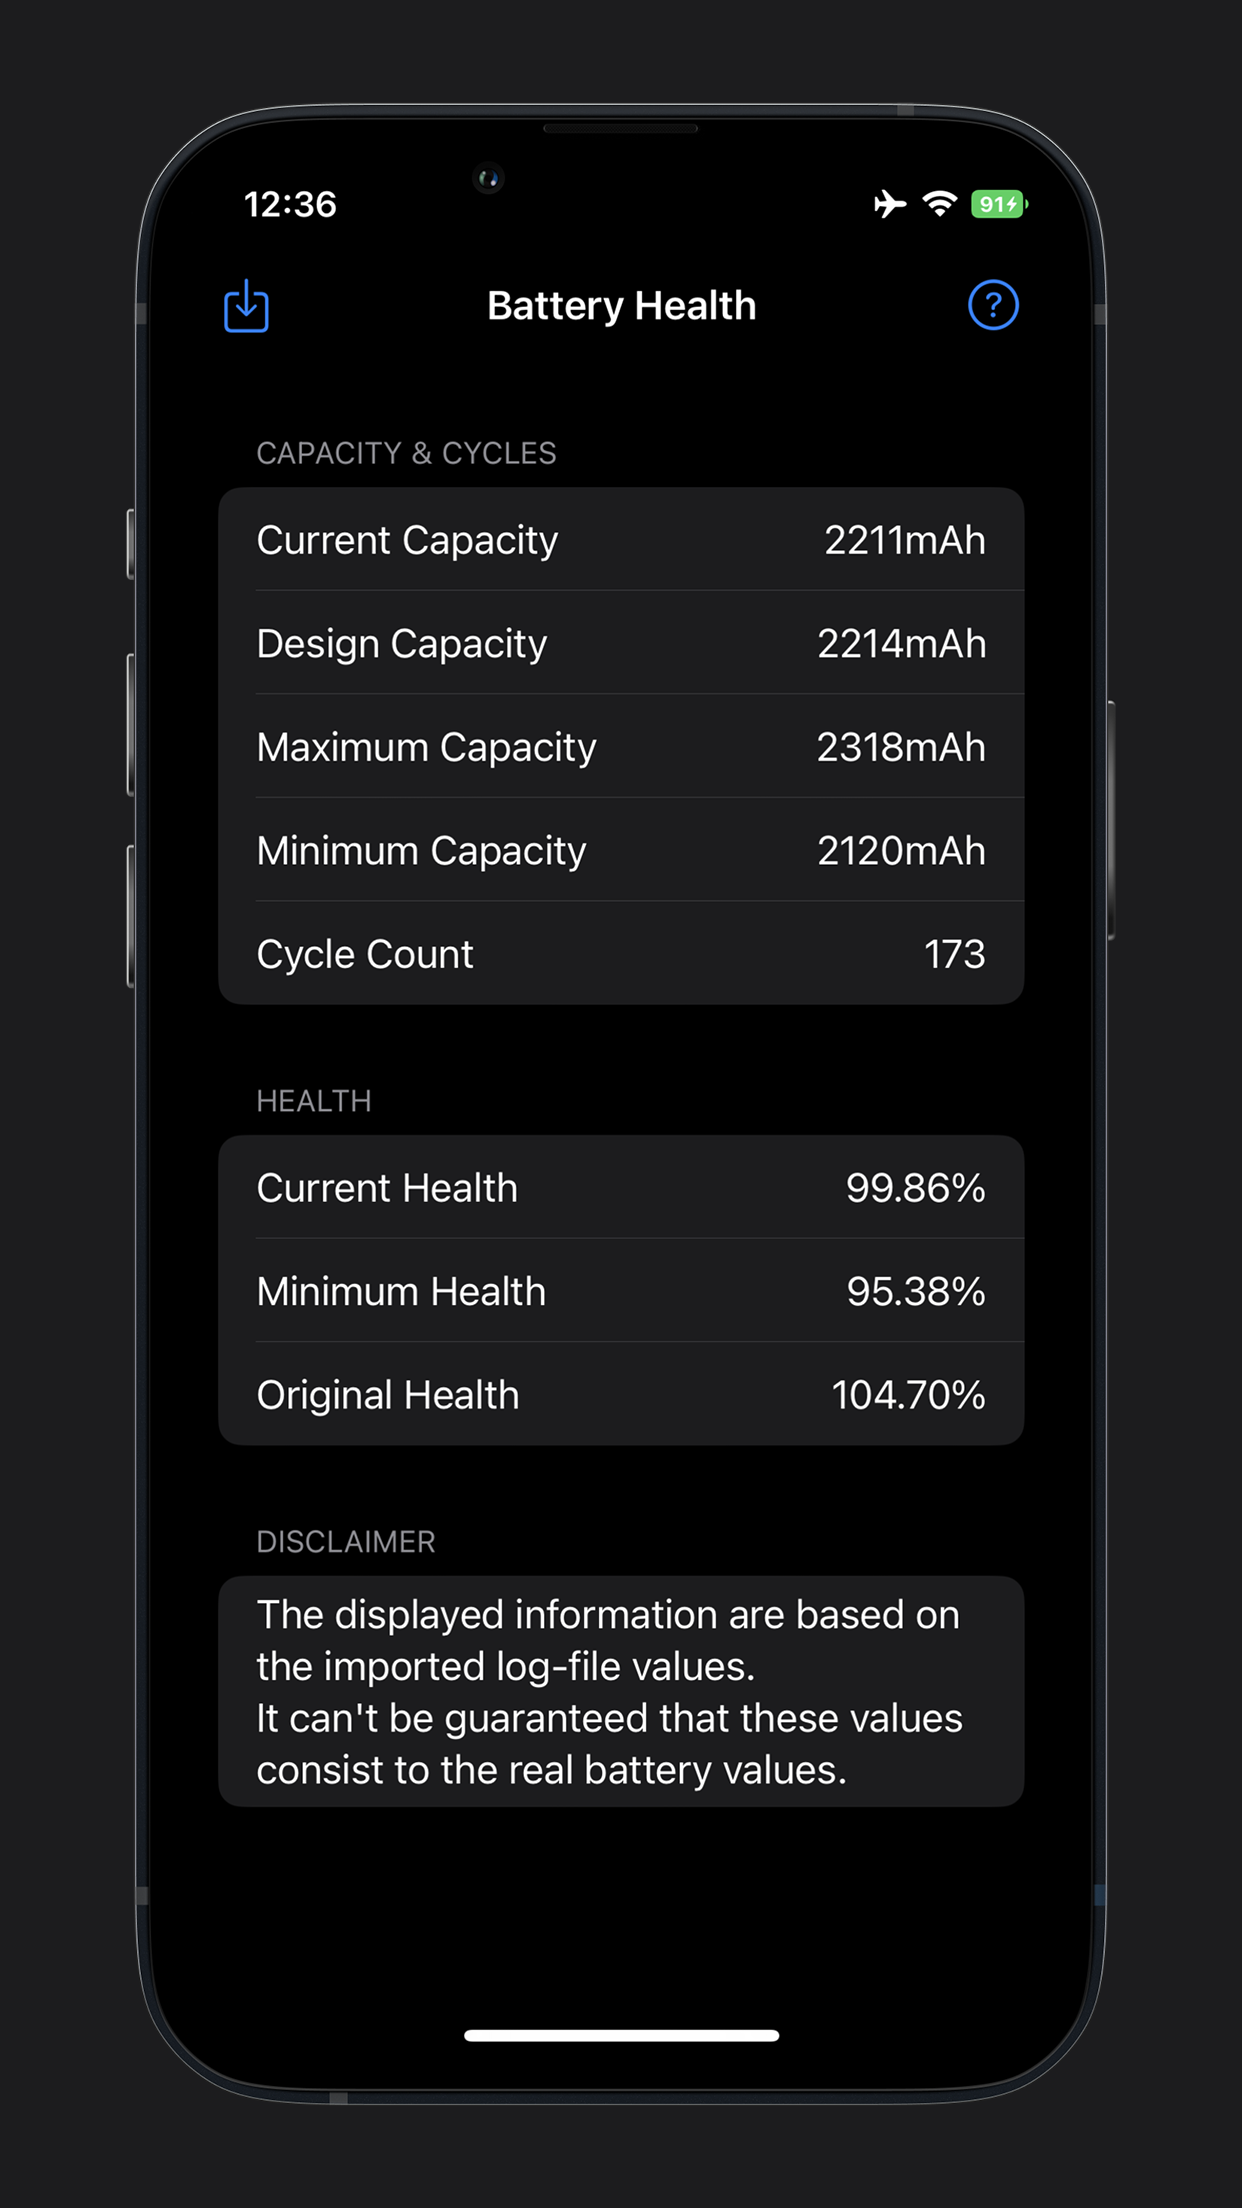 12:36
91
Battery Health
?
CAPACITY & CYCLES
Current Capacity 2211mAh
Design Capacity 2214mAh
Maximum Capacity 2318mAh
Minimum Capacity 2120mAh
Cycle Count 173
HEALTH
Current Health 99.86%
Minimum Health 95.38%
Original Health 104.70%
DISCLAIMER
The displayed information are based on
the imported log-file values.
It can't be guaranteed that these values
consist to the real battery values.